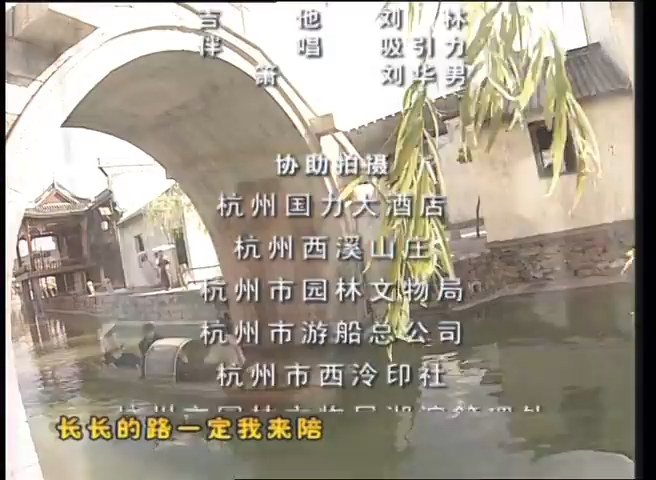 吉他 刘林
伴唱 吸引力
箫 刘华男
协助拍摄
杭州国力大酒店
杭州西溪山庄
杭州市园林文物局
杭州市游船总公司
杭州市西泠印社
长长的路一定我来陪